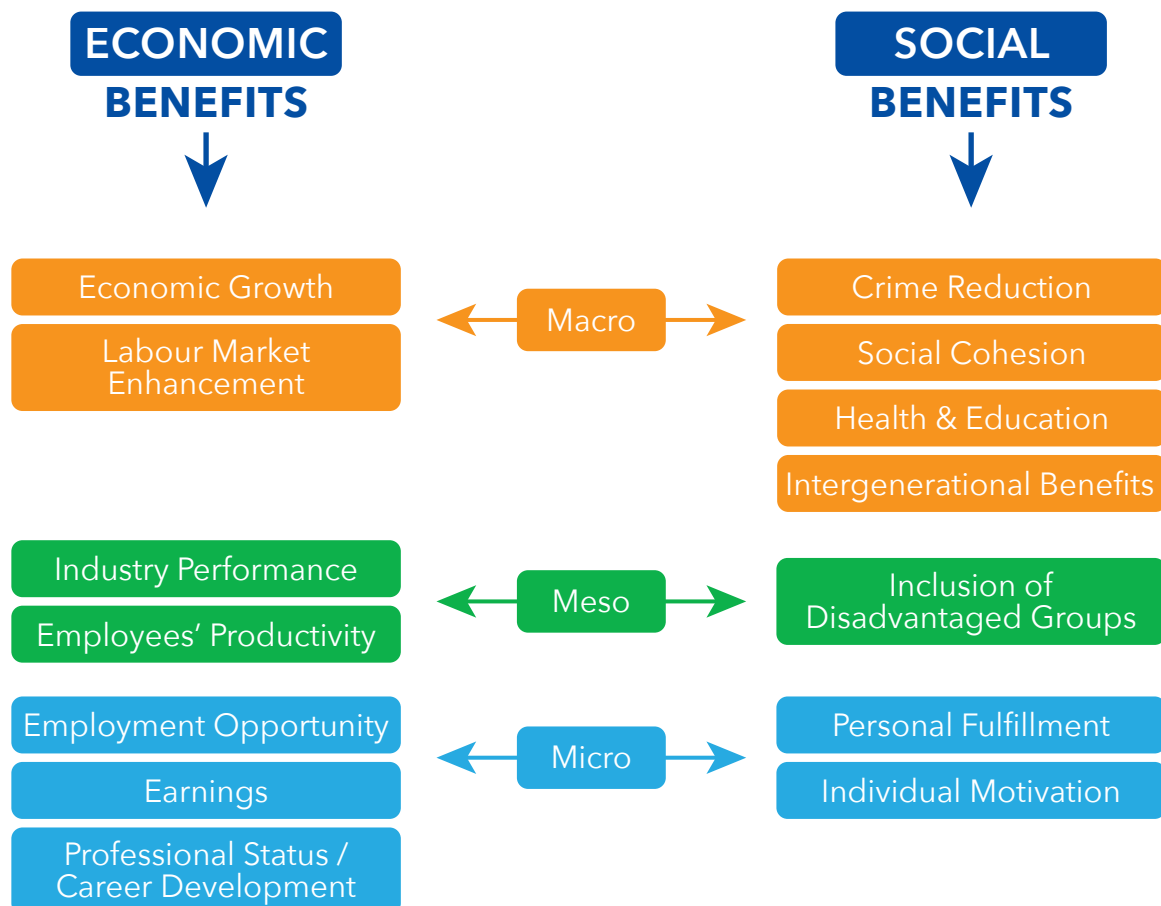 ECONOMIC
BENEFITS
SOCIAL
BENEFITS
Economic Growth
Labour Market
Enhancement
Macro
Crime Reduction
Social Cohesion
Health & Education
Intergenerational Benefits
Industry Performance
Employees’ Productivity
Meso
Inclusion of
Disadvantaged Groups
Employment Opportunity
Earnings
Professional Status /
Career Development
Micro
Personal Fulfillment
Individual Motivation